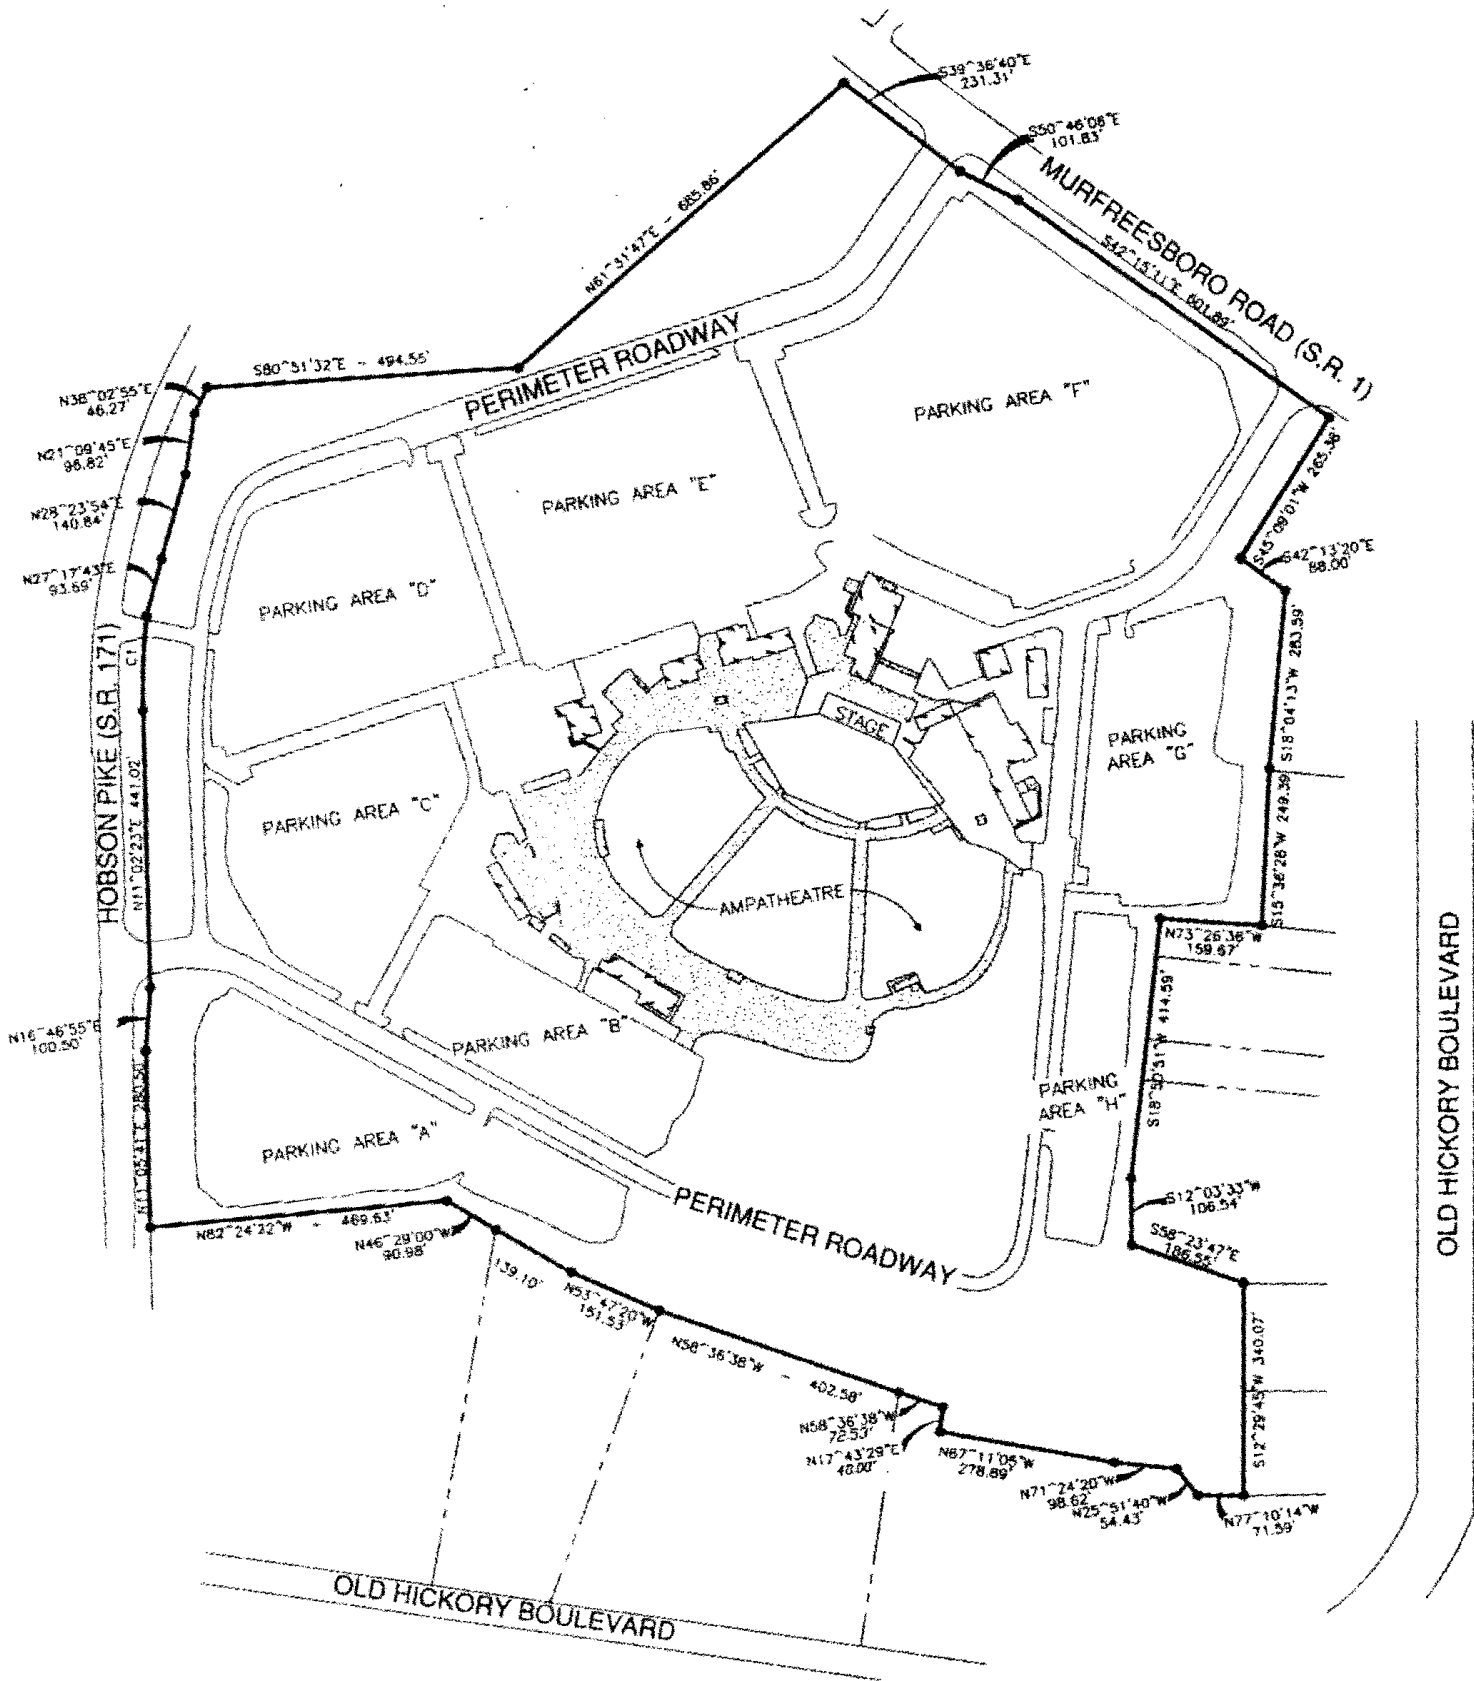 S39^36'40"E
231.31'
S50^46'06"E
101.83'
MURFREESBORO ROAD (S.R. 1)
N61^31'47"E - 685.86'
S42^15'11"E 601.89'
S80^51'32"E - 494.55'
PERIMETER ROADWAY
N38^02'55"E
46.27'
N21^09'45"E
96.82'
N28^23'54"E
140.84'
N27^17'43"E
93.69'
PARKING AREA "F"
S45^09'01"W 265.36'
S42^13'20"E
88.00'
PARKING AREA "E"
PARKING AREA "D"
HOBSON PIKE (S.R. 171)
C1
S18^04'13"W 283.59'
STAGE
PARKING
AREA "G"
N11^02'23"E 441.02'
PARKING AREA "C"
S15^36'28"W 249.39'
AMPATHEATRE
N73^26'36"W
159.67'
OLD HICKORY BOULEVARD
N16^46'55"E
100.50'
PARKING AREA "B"
S18^50'51"W 414.59'
PARKING
AREA "H"
N11^05'41"E 280.50'
PARKING AREA "A"
PERIMETER ROADWAY
S12^03'33"W
106.54'
S58^23'47"E
186.55'
N82^24'22"W - 469.63'
N46^29'00"W
90.98'
139.10'
N53^47'20"W
151.53'
N58^36'38"W - 402.58'
N58^36'38"W
72.53'
N17^43'29"E
40.00'
N67^11'05"W
278.89'
N71^24'20"W
98.62'
N25^51'40"W
54.43'
N77^10'14"W
71.59'
S12^29'45"W 340.07'
OLD HICKORY BOULEVARD